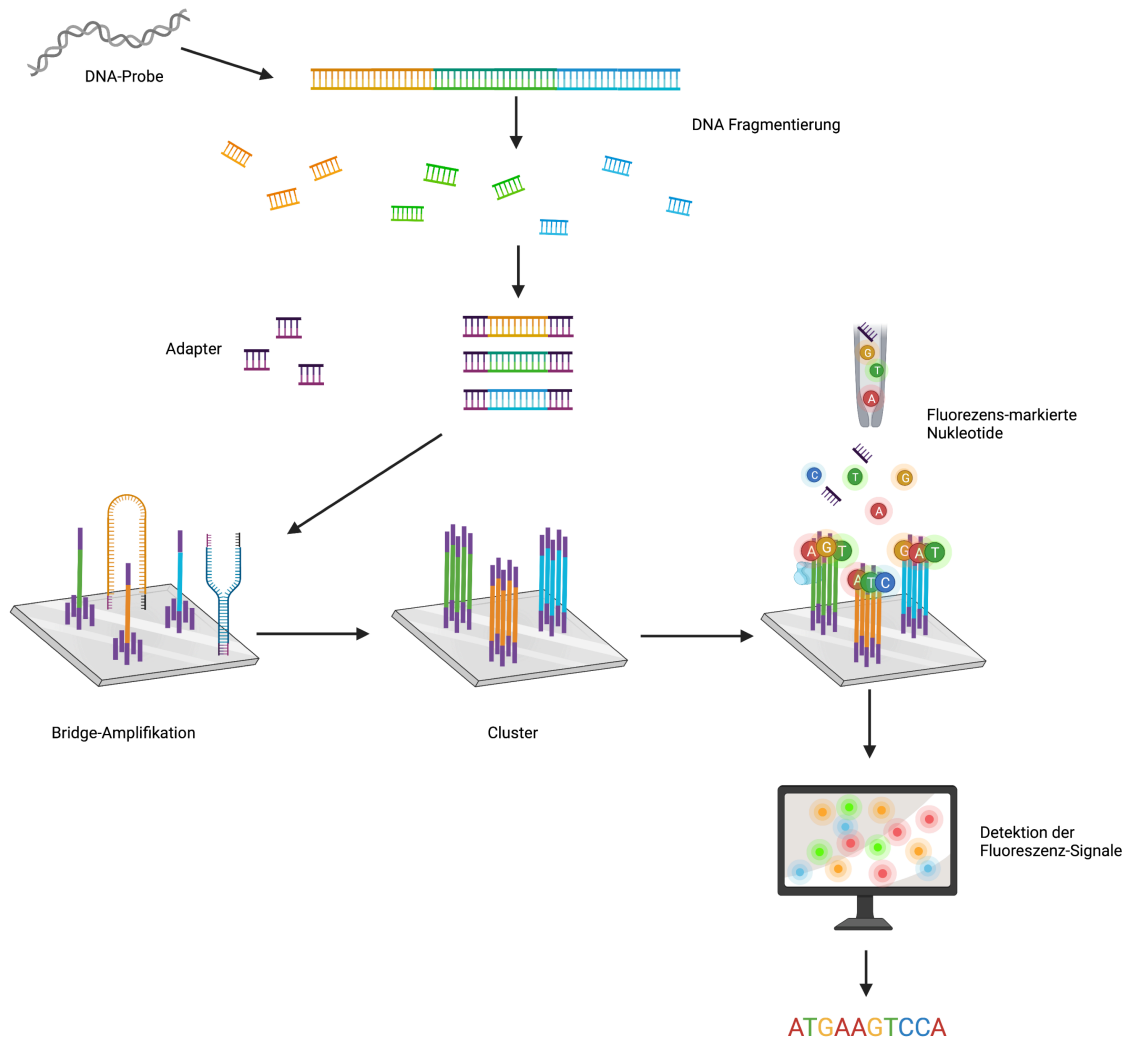 DNA-Probe
DNA Fragmentierung
Adapter
G
T
A
Fluorezens-markierte
Nukleotide
C T G
A
A G T
G A T
A T C
Bridge-Amplifikation
Cluster
Detektion der
Fluoreszenz-Signale
ATGAAGTCCA